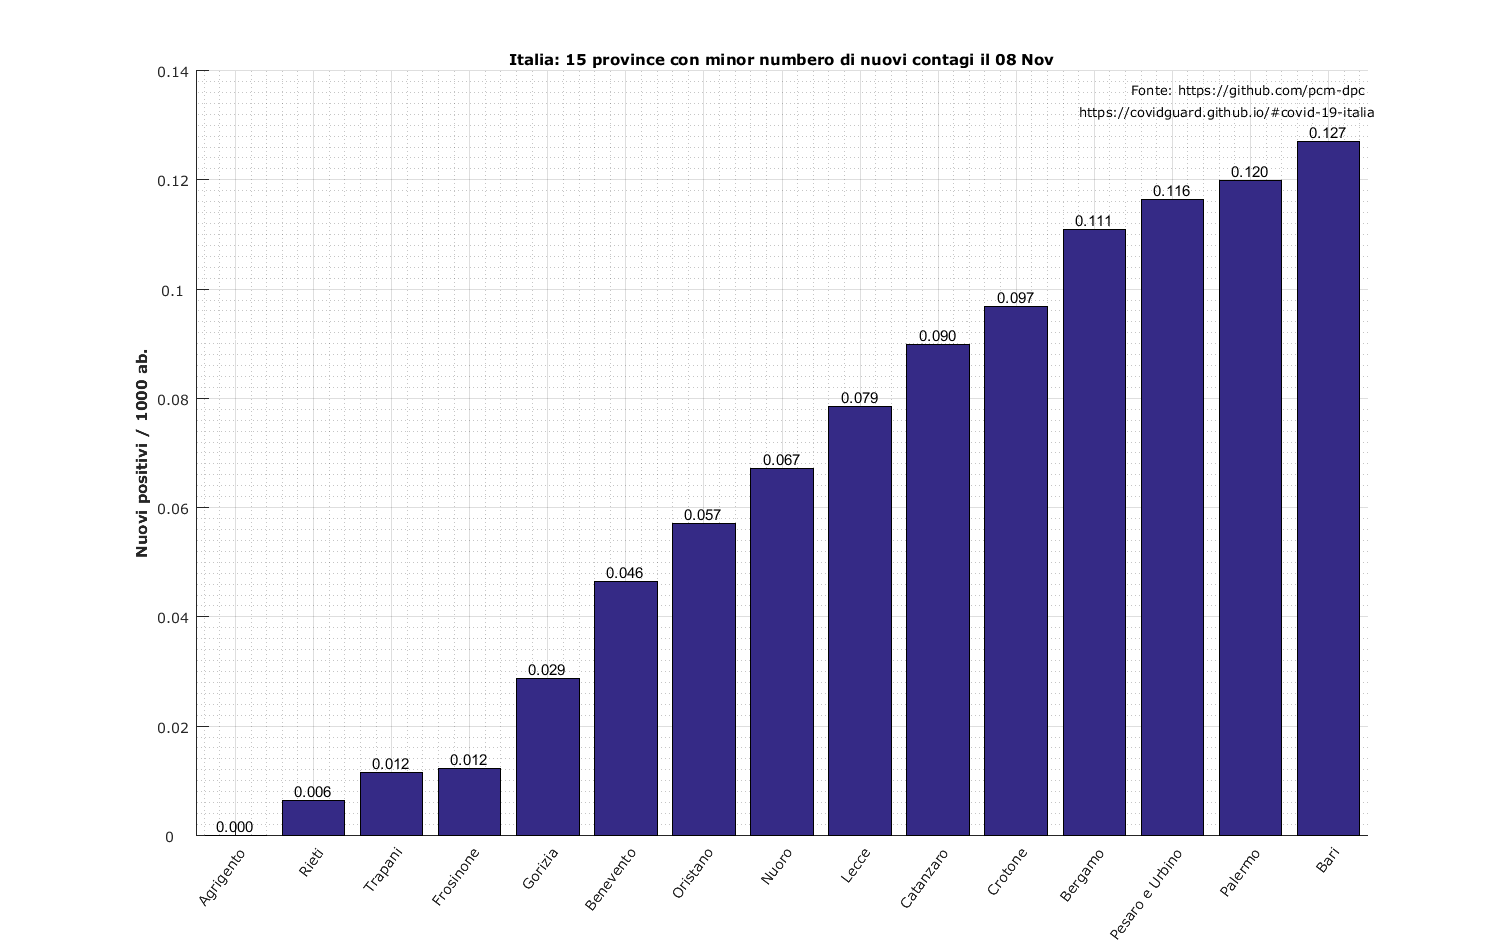 Italia: 15 province con minor numbero di nuovi contagi il 08 Nov
Fonte: https://github.com/pcm-dpc
https://covidguard.github.io/#covid-19-italia
Nuovi positivi / 1000 ab.
0.14
0.12
0.1
0.08
0.06
0.04
0.02
0
0.000
0.006
0.012
0.012
0.029
0.046
0.057
0.067
0.079
0.090
0.097
0.111
0.116
0.120
0.127
Agrigento
Rieti
Trapani
Frosinone
Gorizia
Benevento
Oristano
Nuoro
Lecce
Catanzaro
Crotone
Bergamo
Pesaro e Urbino
Palermo
Bari